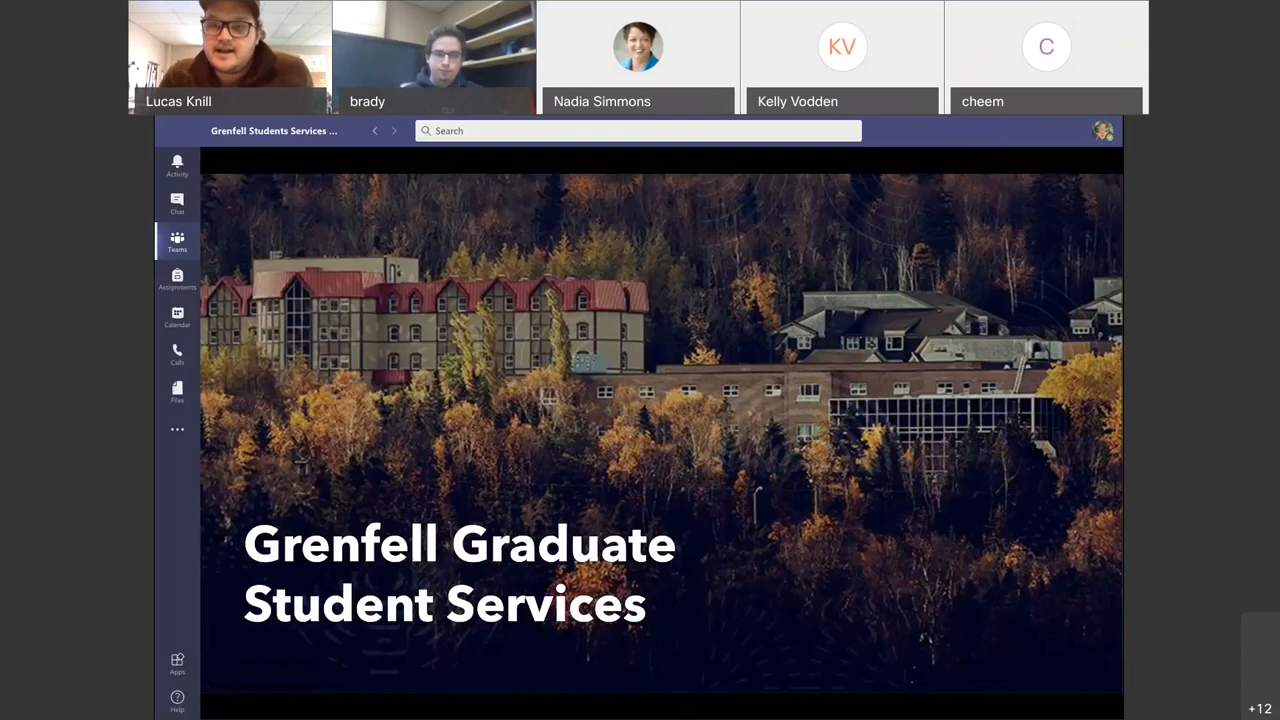 Lucas Knill
brady
Nadia Simmons
KV
Kelly Vodden
C
cheem
Grenfell Students Services ...
Search
Activity
Chat
Teams
Assignments
Calendar
Calls
Files
Grenfell Graduate
Student Services
Apps
Help
+12